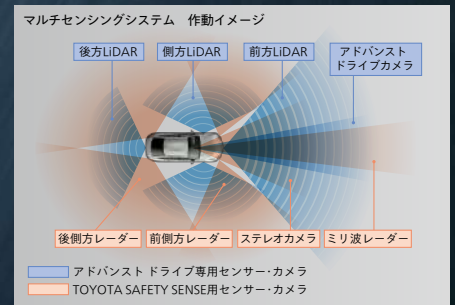 マルチセンシングシステム　作動イメージ
後方LiDAR
側方LiDAR
前方LiDAR
アドバンスト
ドライブカメラ
後側方レーダー
前側方レーダー
ステレオカメラ
ミリ波レーダー
アドバンスト ドライブ専用センサー・カメラ
TOYOTA SAFETY SENSE用センサー・カメラ